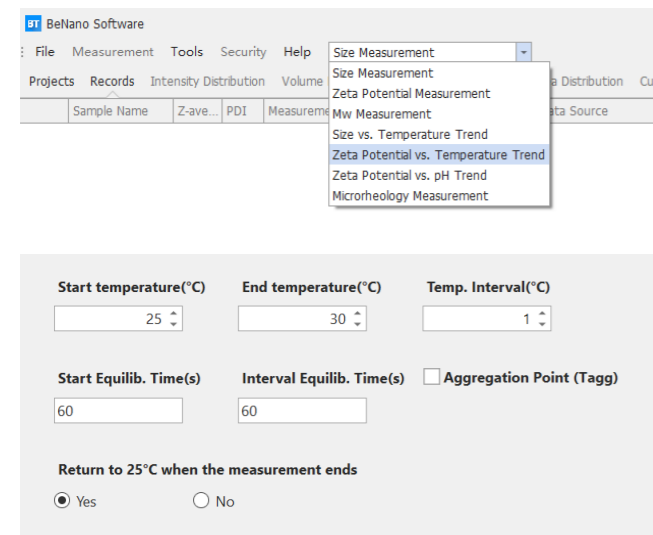 BT BeNano Software
File Measurement Tools Security Help Size Measurement
Projects Records Intensity Distribution Volume a Distribution Cu
Sample Name Z-ave... PDI Measureme ata Source
Size Measurement
Zeta Potential Measurement
Mw Measurement
Size vs. Temperature Trend
Zeta Potential vs. Temperature Trend
Zeta Potential vs. pH Trend
Microrheology Measurement
Start temperature(°C) End temperature(°C) Temp. Interval(°C)
25 30 1
Start Equilib. Time(s) Interval Equilib. Time(s) Aggregation Point (Tagg)
60 60
Return to 25°C when the measurement ends
Yes No